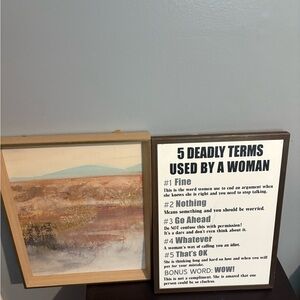 5 DEADLY TERMS
USED BY A WOMAN
#1 Fine
This is the word women use to end an argument when
she knows she is right and you need to stop talking.
#2 Nothing
Means something and you should be worried.
#3 Go Ahead
Do NOT confuse this with permission!
It's a dare and don't even think about it.
#4 Whatever
A woman's way of calling you an idiot.
#5 That's OK
She is thinking long and hard on how and when you will
pay for your mistake.
BONUS WORD: WOW!
This is not a compliment. She is amazed that one
person could be so clueless.